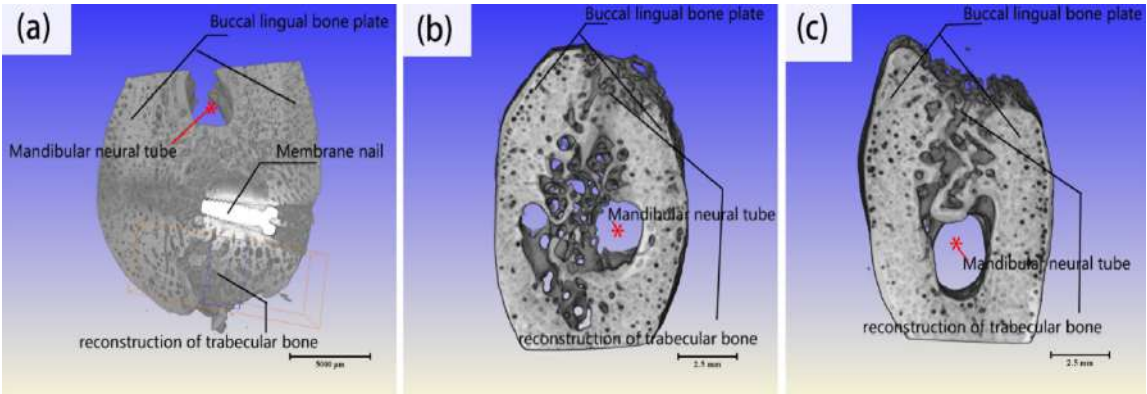 (a)
Buccal lingual bone plate
Mandibular neural tube
Membrane nail
reconstruction of trabecular bone
5000 µm
(b)
Buccal lingual bone plate
Mandibular neural tube
reconstruction of trabecular bone
2.5 mm
(c)
Buccal lingual bone plate
Mandibular neural tube
reconstruction of trabecular bone
2.5 mm